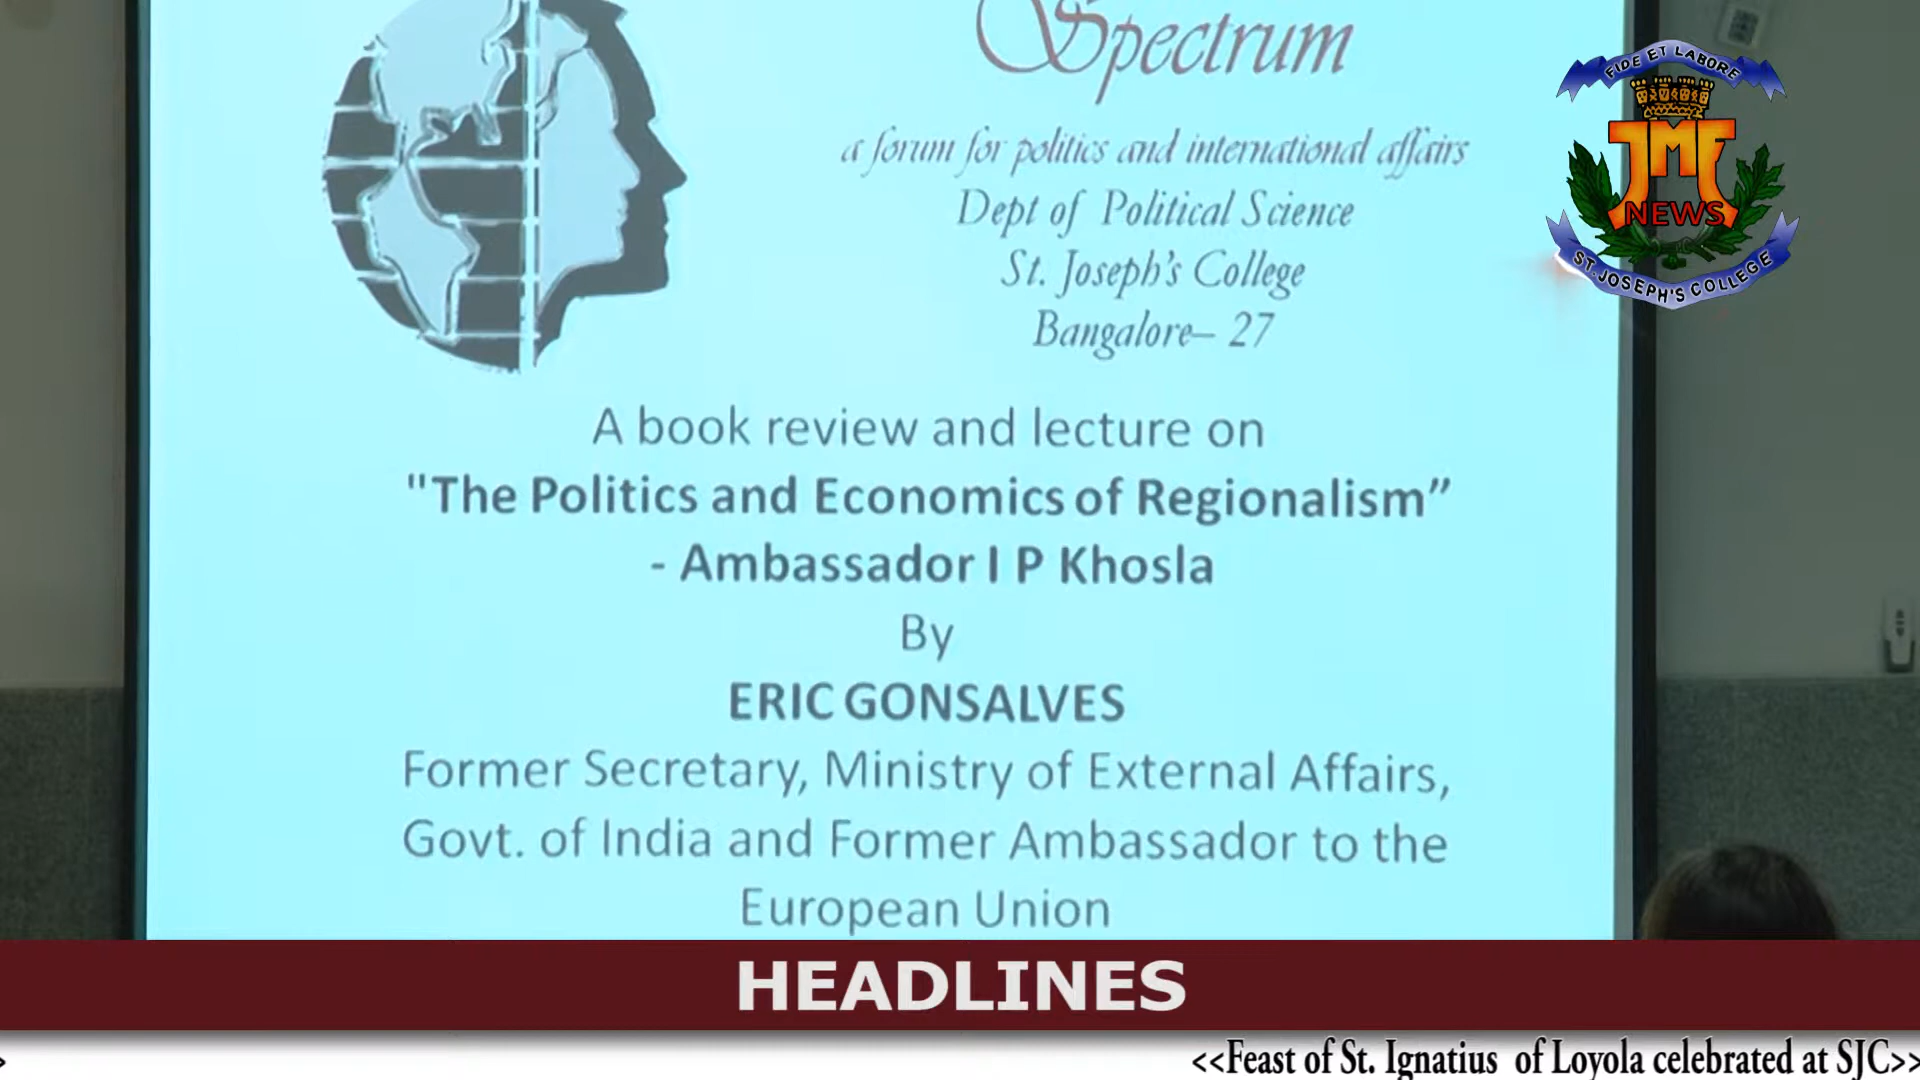 Spectrum
a forum for politics and international affairs
Dept of Political Science
St. Joseph's College
Bangalore– 27
A book review and lecture on
"The Politics and Economics of Regionalism”
- Ambassador I P Khosla
By
ERIC GONSALVES
Former Secretary, Ministry of External Affairs,
Govt. of India and Former Ambassador to the
European Union
FIDE ET LABORE
JMF
NEWS
ST. JOSEPH'S COLLEGE
HEADLINES
<<Feast of St. Ignatius of Loyola celebrated at SJC>>